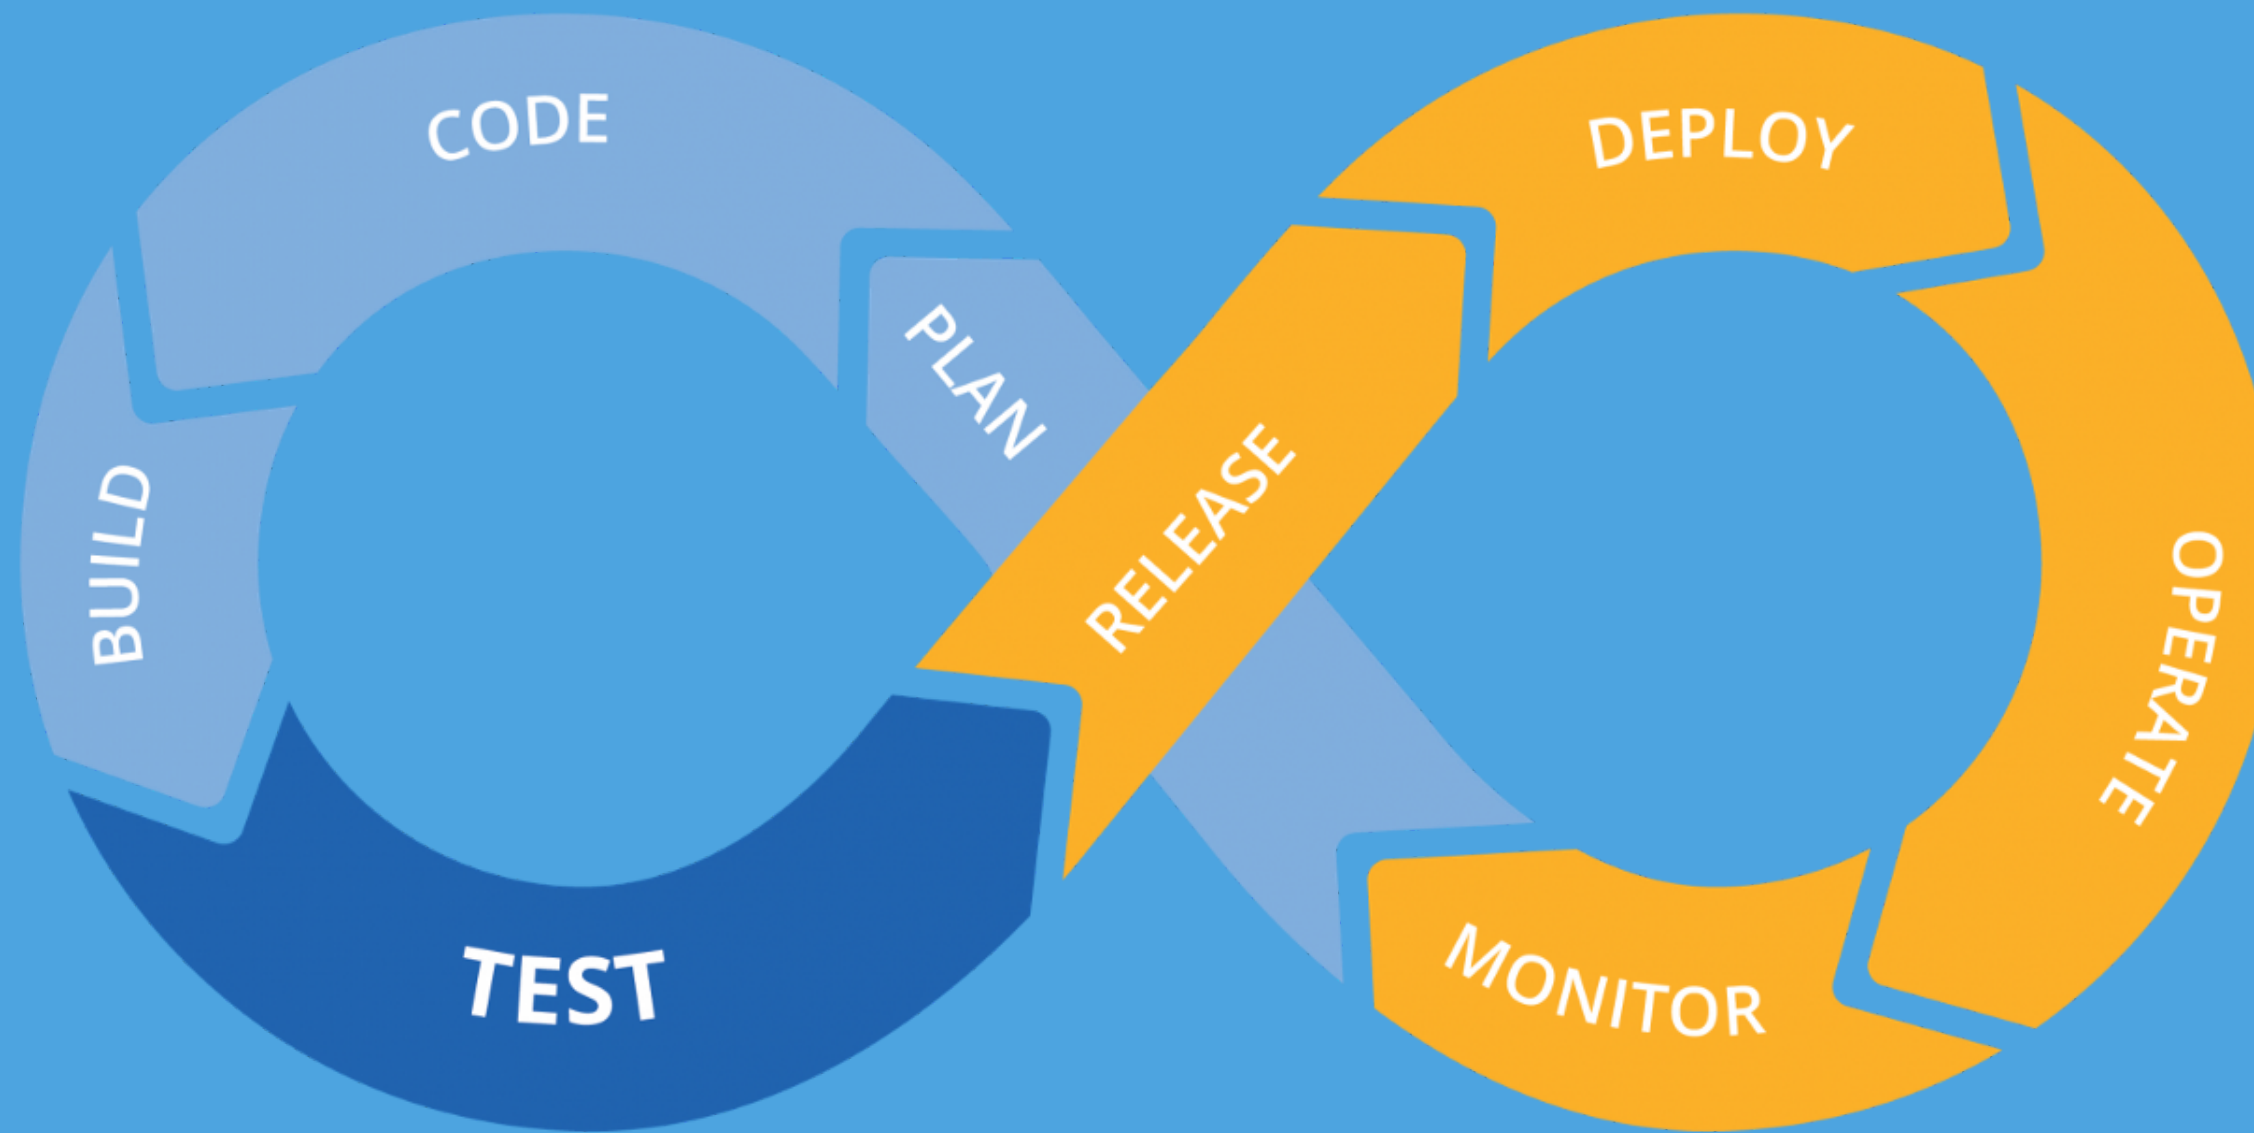 CODE
DEPLOY
PLAN
RELEASE
BUILD
OPERATE
TEST
MONITOR